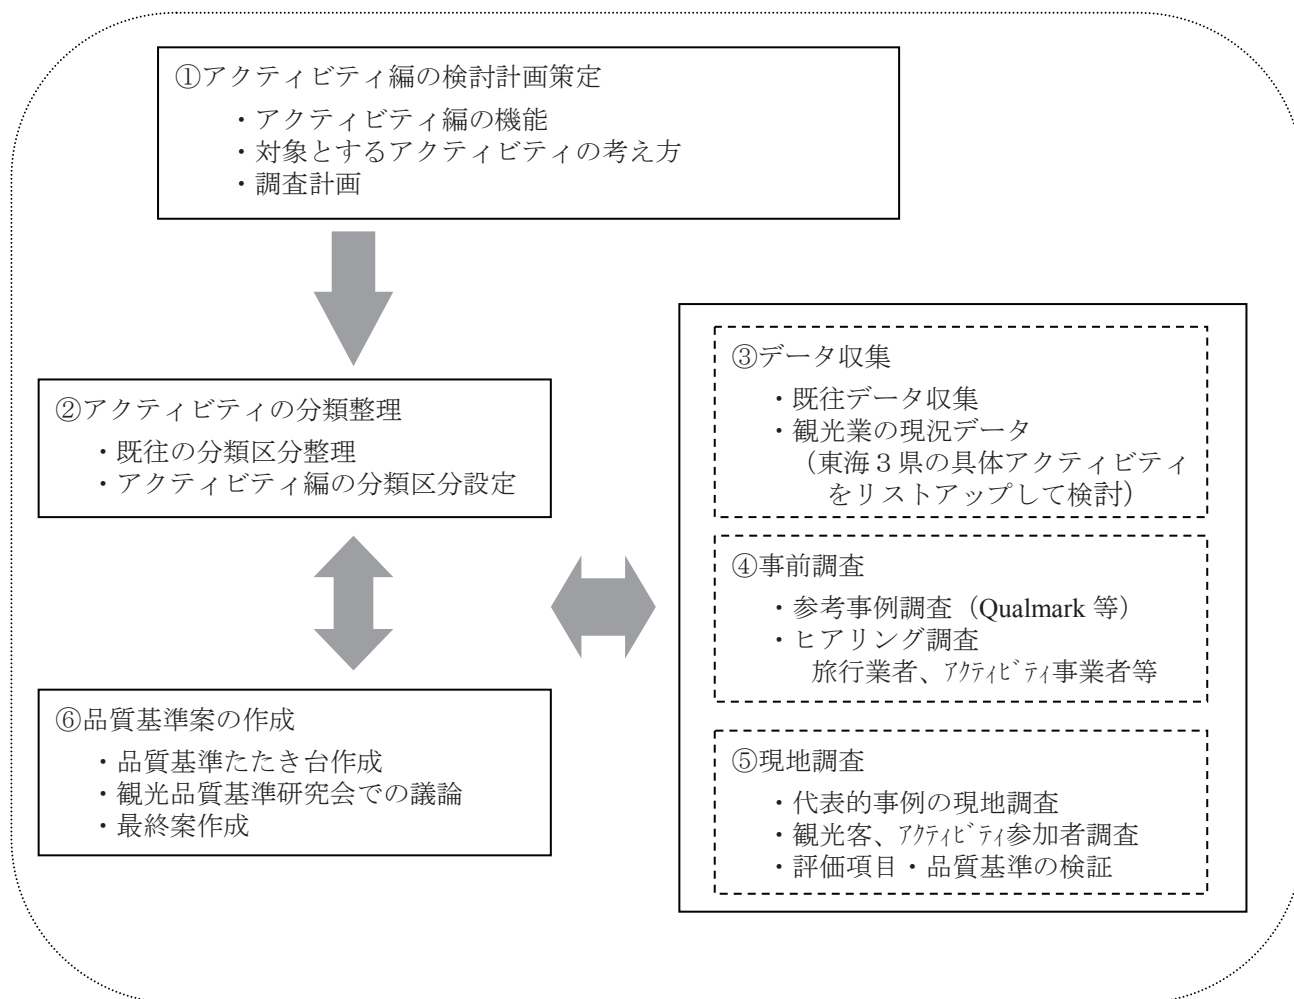 ①アクティビティ編の検討計画策定
・アクティビティ編の機能
・対象とするアクティビティの考え方
・調査計画
②アクティビティの分類整理
・既往の分類区分整理
・アクティビティ編の分類区分設定
③データ収集
・既往データ収集
・観光業の現況データ
（東海３県の具体アクティビティ
をリストアップして検討）
④事前調査
・参考事例調査（Qualmark 等）
・ヒアリング調査
旅行業者、ｱｸﾃｨﾋﾞﾃｨ事業者等
⑤現地調査
・代表的事例の現地調査
・観光客、ｱｸﾃｨﾋﾞﾃｨ参加者調査
・評価項目・品質基準の検証
⑥品質基準案の作成
・品質基準たたき台作成
・観光品質基準研究会での議論
・最終案作成